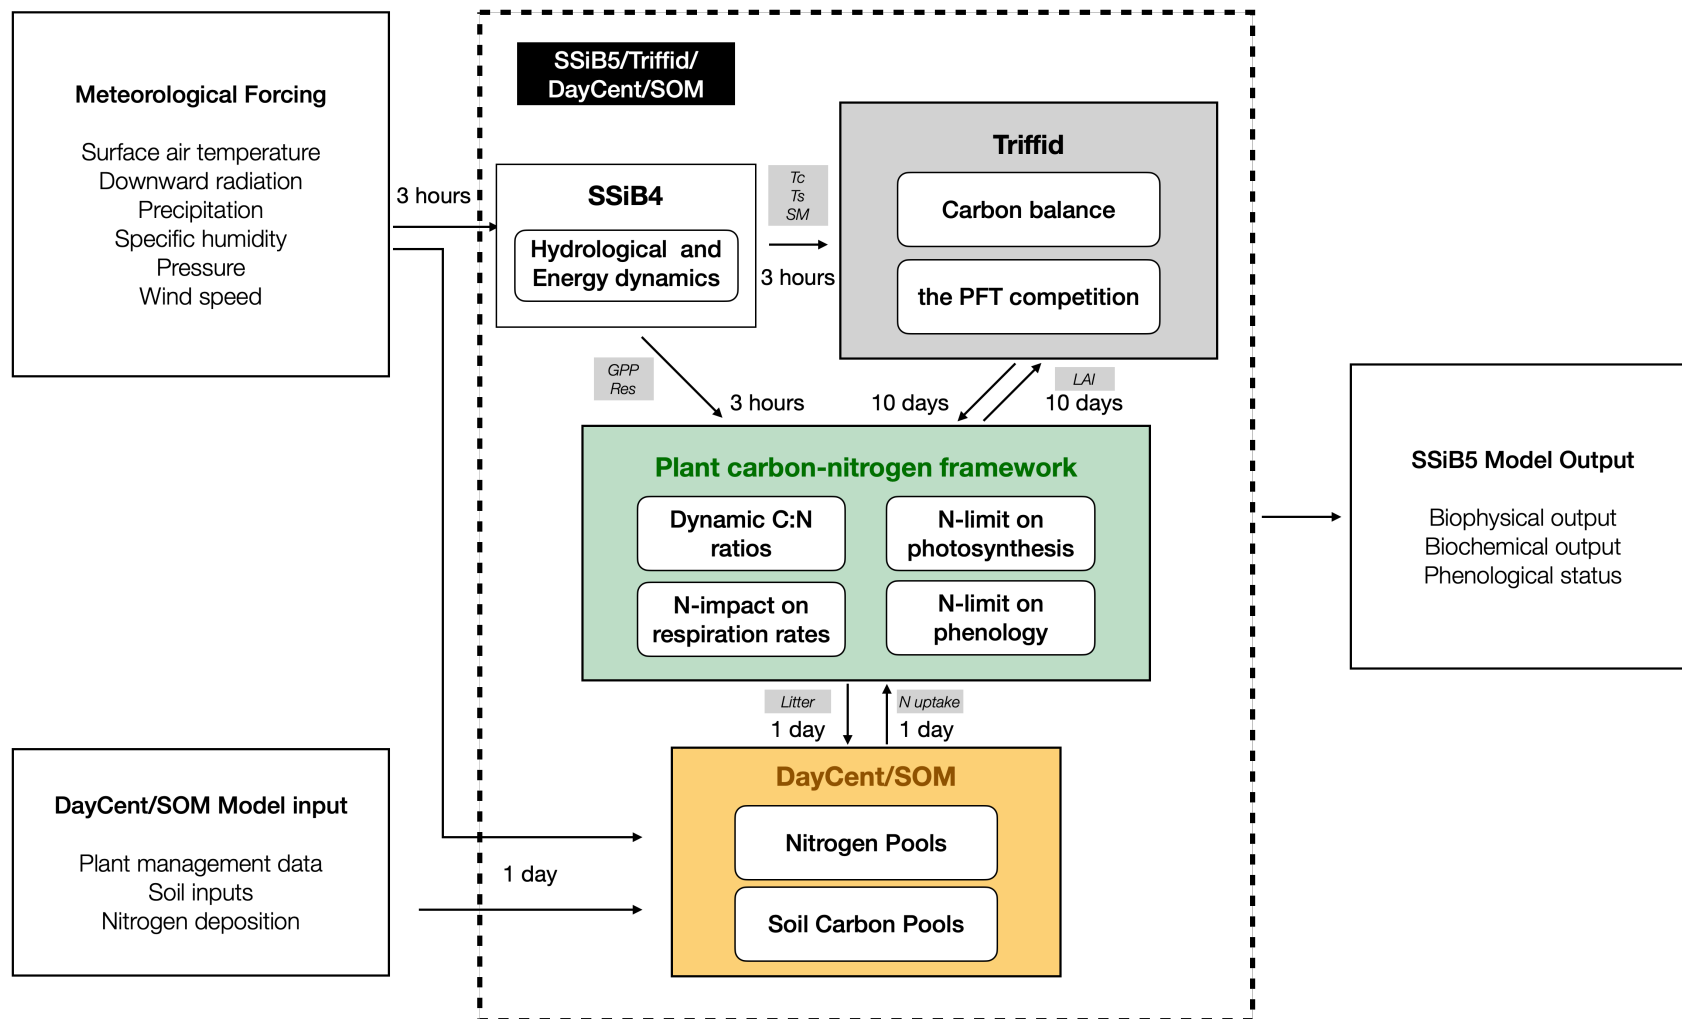 Meteorological Forcing
Surface air temperature
Downward radiation
Precipitation
Specific humidity
Pressure
Wind speed
3 hours
SSiB5/Triffid/
DayCent/SOM
SSiB4
Hydrological and
Energy dynamics
Tc
Ts
SM
3 hours
Triffid
Carbon balance
the PFT competition
GPP
Res
3 hours
10 days
LAI
10 days
Plant carbon-nitrogen framework
Dynamic C:N
ratios
N-limit on
photosynthesis
N-impact on
respiration rates
N-limit on
phenology
SSiB5 Model Output
Biophysical output
Biochemical output
Phenological status
Litter
1 day
N uptake
1 day
DayCent/SOM Model input
Plant management data
Soil inputs
Nitrogen deposition
1 day
DayCent/SOM
Nitrogen Pools
Soil Carbon Pools